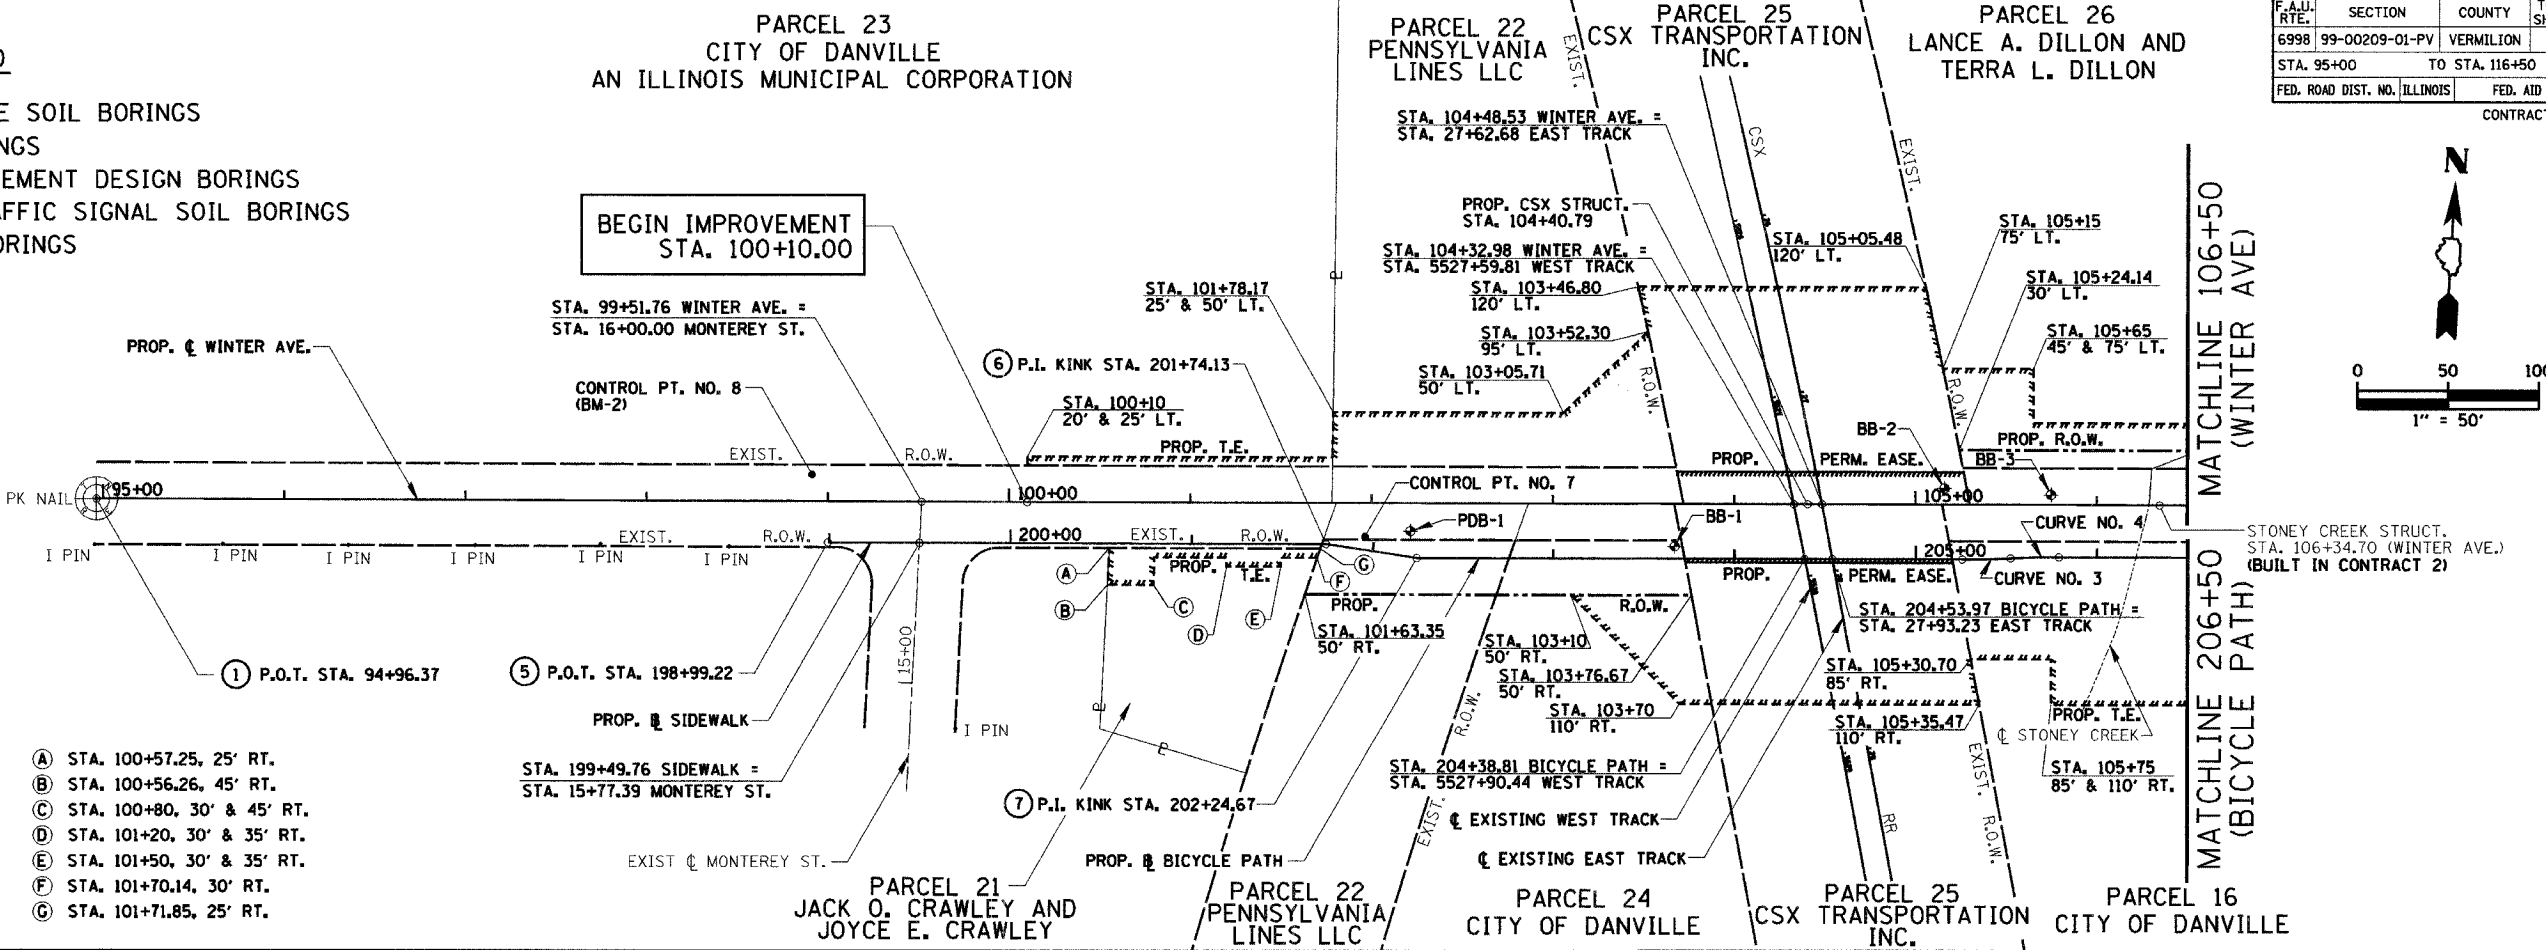 PARCEL 23
CITY OF DANVILLE
AN ILLINOIS MUNICIPAL CORPORATION
PARCEL 22
PENNSYLVANIA
LINES LLC
PARCEL 25
CSX TRANSPORTATION
INC.
PARCEL 26
LANCE A. DILLON AND
TERRA L. DILLON
F.A.U. RTE. SECTION COUNTY
6998 99-00209-01-PV VERMILION
STA. 95+00 TO STA. 116+50
FED. ROAD DIST. NO. ILLINOIS FED. AID
CONTRACT
SOIL BORINGS
DESIGN BORINGS
SIGNAL SOIL BORINGS
BEGIN IMPROVEMENT
STA. 100+10.00
STA. 99+51.76 WINTER AVE. =
STA. 16+00.00 MONTEREY ST.
PROP. ℄ WINTER AVE.
CONTROL PT. NO. 8
(BM-2)
6 P.I. KINK STA. 201+74.13
STA. 100+10
20' & 25' LT.
STA. 101+78.17
25' & 50' LT.
STA. 104+48.53 WINTER AVE. =
STA. 27+62.68 EAST TRACK
PROP. CSX STRUCT.
STA. 104+40.79
STA. 104+32.98 WINTER AVE. =
STA. 5527+59.81 WEST TRACK
STA. 103+46.80
120' LT.
STA. 103+52.30
95' LT.
STA. 103+05.71
50' LT.
EXIST.
R.O.W.
CSX
EXIST.
R.O.W.
STA. 105+05.48
120' LT.
STA. 105+15
75' LT.
STA. 105+24.14
30' LT.
STA. 105+65
45' & 75' LT.
N
0 50 100
1" = 50'
MATCHLINE 106+50
(WINTER AVE)
EXIST. R.O.W.
PROP. T.E.
PROP. PERM. EASE.
BB-2
PROP. R.O.W.
BB-3
PK NAIL
95+00
100+00
105+00
CONTROL PT. NO. 7
PDB-1
BB-1
CURVE NO. 4
STONEY CREEK STRUCT.
STA. 106+34.70 (WINTER AVE.)
(BUILT IN CONTRACT 2)
I PIN
I PIN
I PIN
I PIN
I PIN
I PIN
EXIST. R.O.W.
200+00
EXIST. R.O.W.
205+00
CURVE NO. 3
A
B
C
D
E
F
G
PROP. T.E.
PROP. PERM. EASE.
PROP. R.O.W.
1 P.O.T. STA. 94+96.37
5 P.O.T. STA. 198+99.22
PROP. ⅊ SIDEWALK
15+00
I PIN
P
P
P
STA. 199+49.76 SIDEWALK =
STA. 15+77.39 MONTEREY ST.
EXIST ℄ MONTEREY ST.
7 P.I. KINK STA. 202+24.67
STA. 101+63.35
50' RT.
STA. 103+10
50' RT.
STA. 103+76.67
50' RT.
STA. 103+70
110' RT.
STA. 204+53.97 BICYCLE PATH =
STA. 27+93.23 EAST TRACK
STA. 105+30.70
85' RT.
STA. 105+35.47
110' RT.
PROP. T.E.
℄ STONEY CREEK
STA. 105+75
85' & 110' RT.
STA. 204+38.81 BICYCLE PATH =
STA. 5527+90.44 WEST TRACK
℄ EXISTING WEST TRACK
℄ EXISTING EAST TRACK
RR
EXIST. R.O.W.
EXIST. R.O.W.
MATCHLINE 206+50
(BICYCLE PATH)
PROP. ⅊ BICYCLE PATH
A STA. 100+57.25, 25' RT.
B STA. 100+56.26, 45' RT.
C STA. 100+80, 30' & 45' RT.
D STA. 101+20, 30' & 35' RT.
E STA. 101+50, 30' & 35' RT.
F STA. 101+70.14, 30' RT.
G STA. 101+71.85, 25' RT.
PARCEL 21
JACK O. CRAWLEY AND
JOYCE E. CRAWLEY
PARCEL 22
PENNSYLVANIA
LINES LLC
PARCEL 24
CITY OF DANVILLE
PARCEL 25
CSX TRANSPORTATION
INC.
PARCEL 16
CITY OF DANVILLE